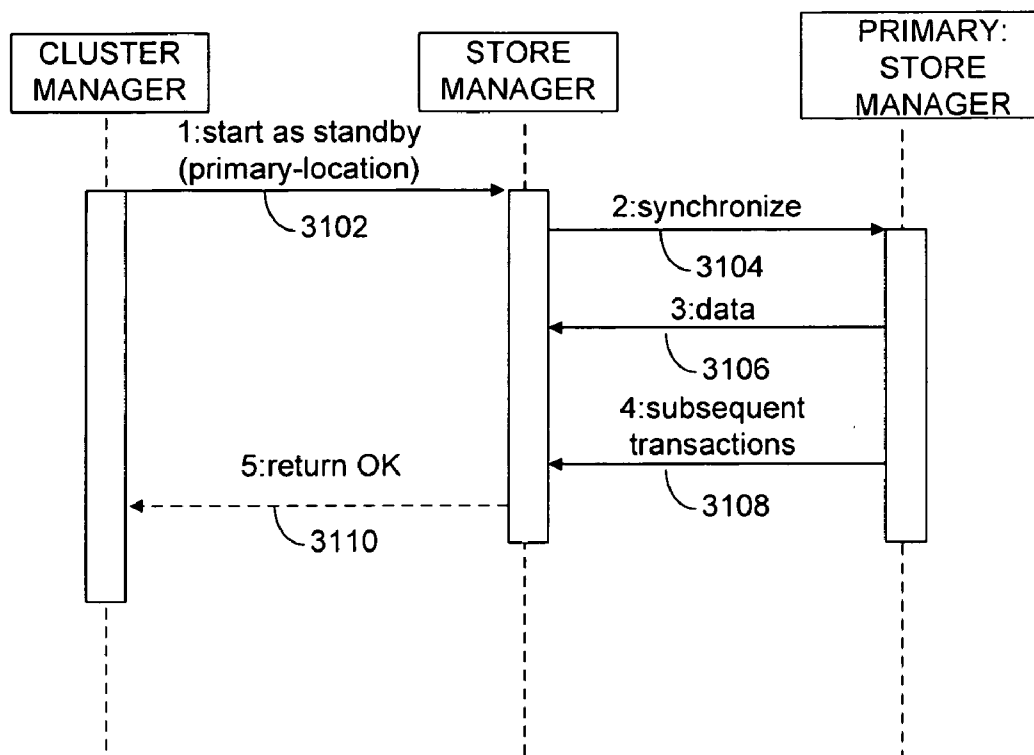 CLUSTER
MANAGER
STORE
MANAGER
PRIMARY:
STORE
MANAGER
1:start as standby
(primary-location)
3102
2:synchronize
3104
3:data
3106
4:subsequent
transactions
3108
5:return OK
3110